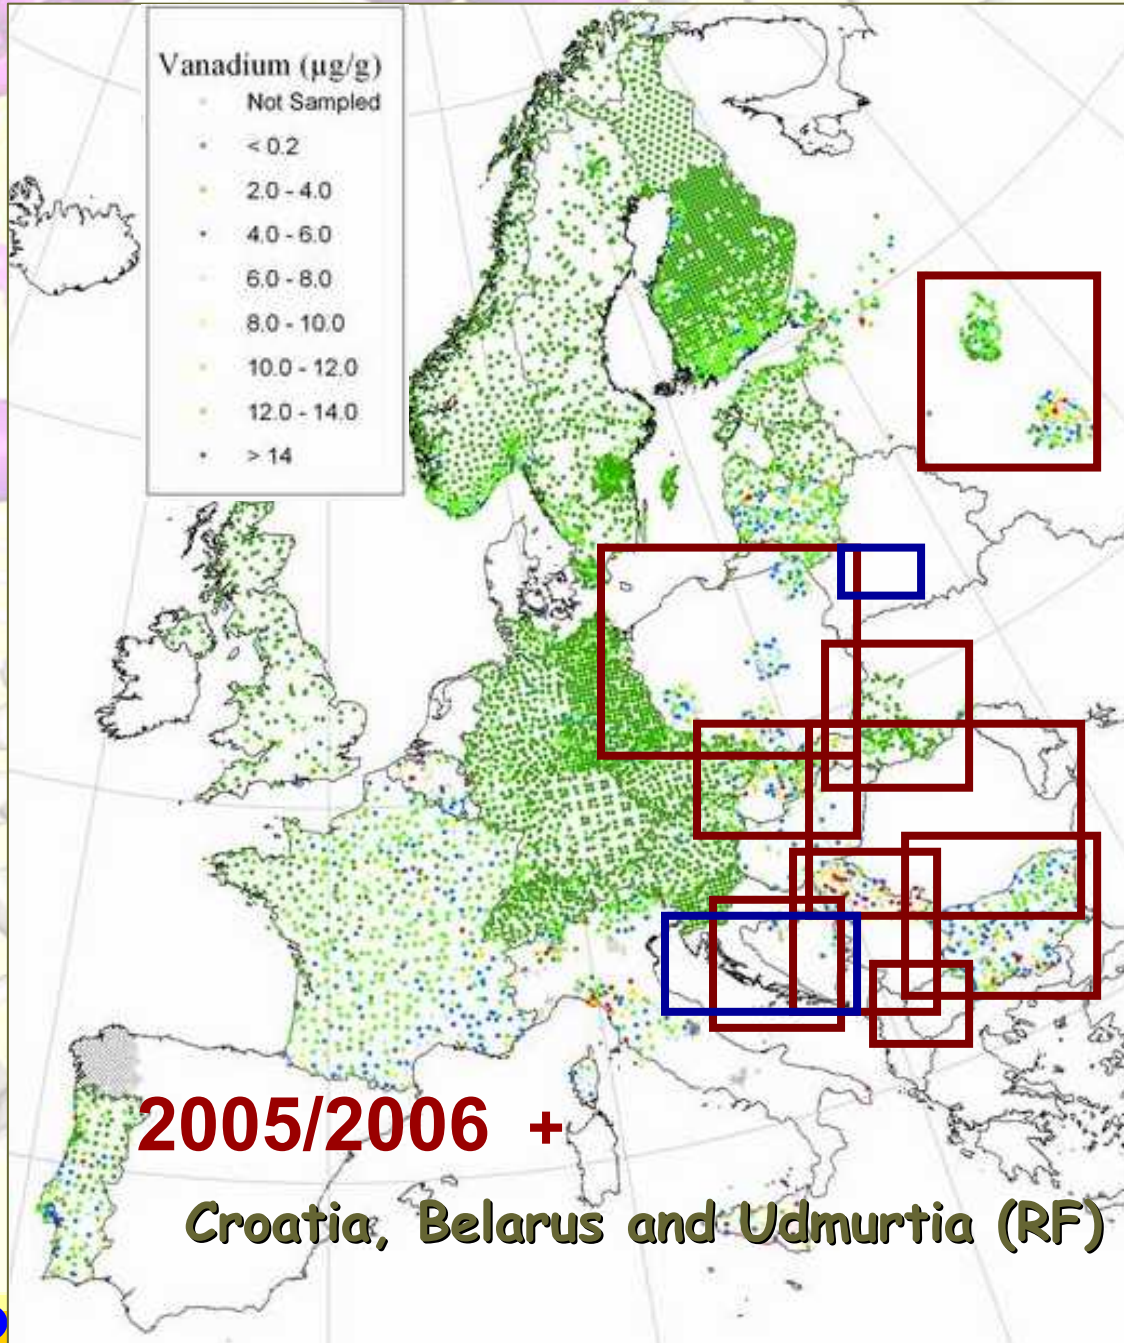 Vanadium (µg/g)
Not Sampled
< 0.2
2.0 - 4.0
4.0 - 6.0
6.0 - 8.0
8.0 - 10.0
10.0 - 12.0
12.0 - 14.0
> 14
2005/2006 +
Croatia, Belarus and Udmurtia (RF)